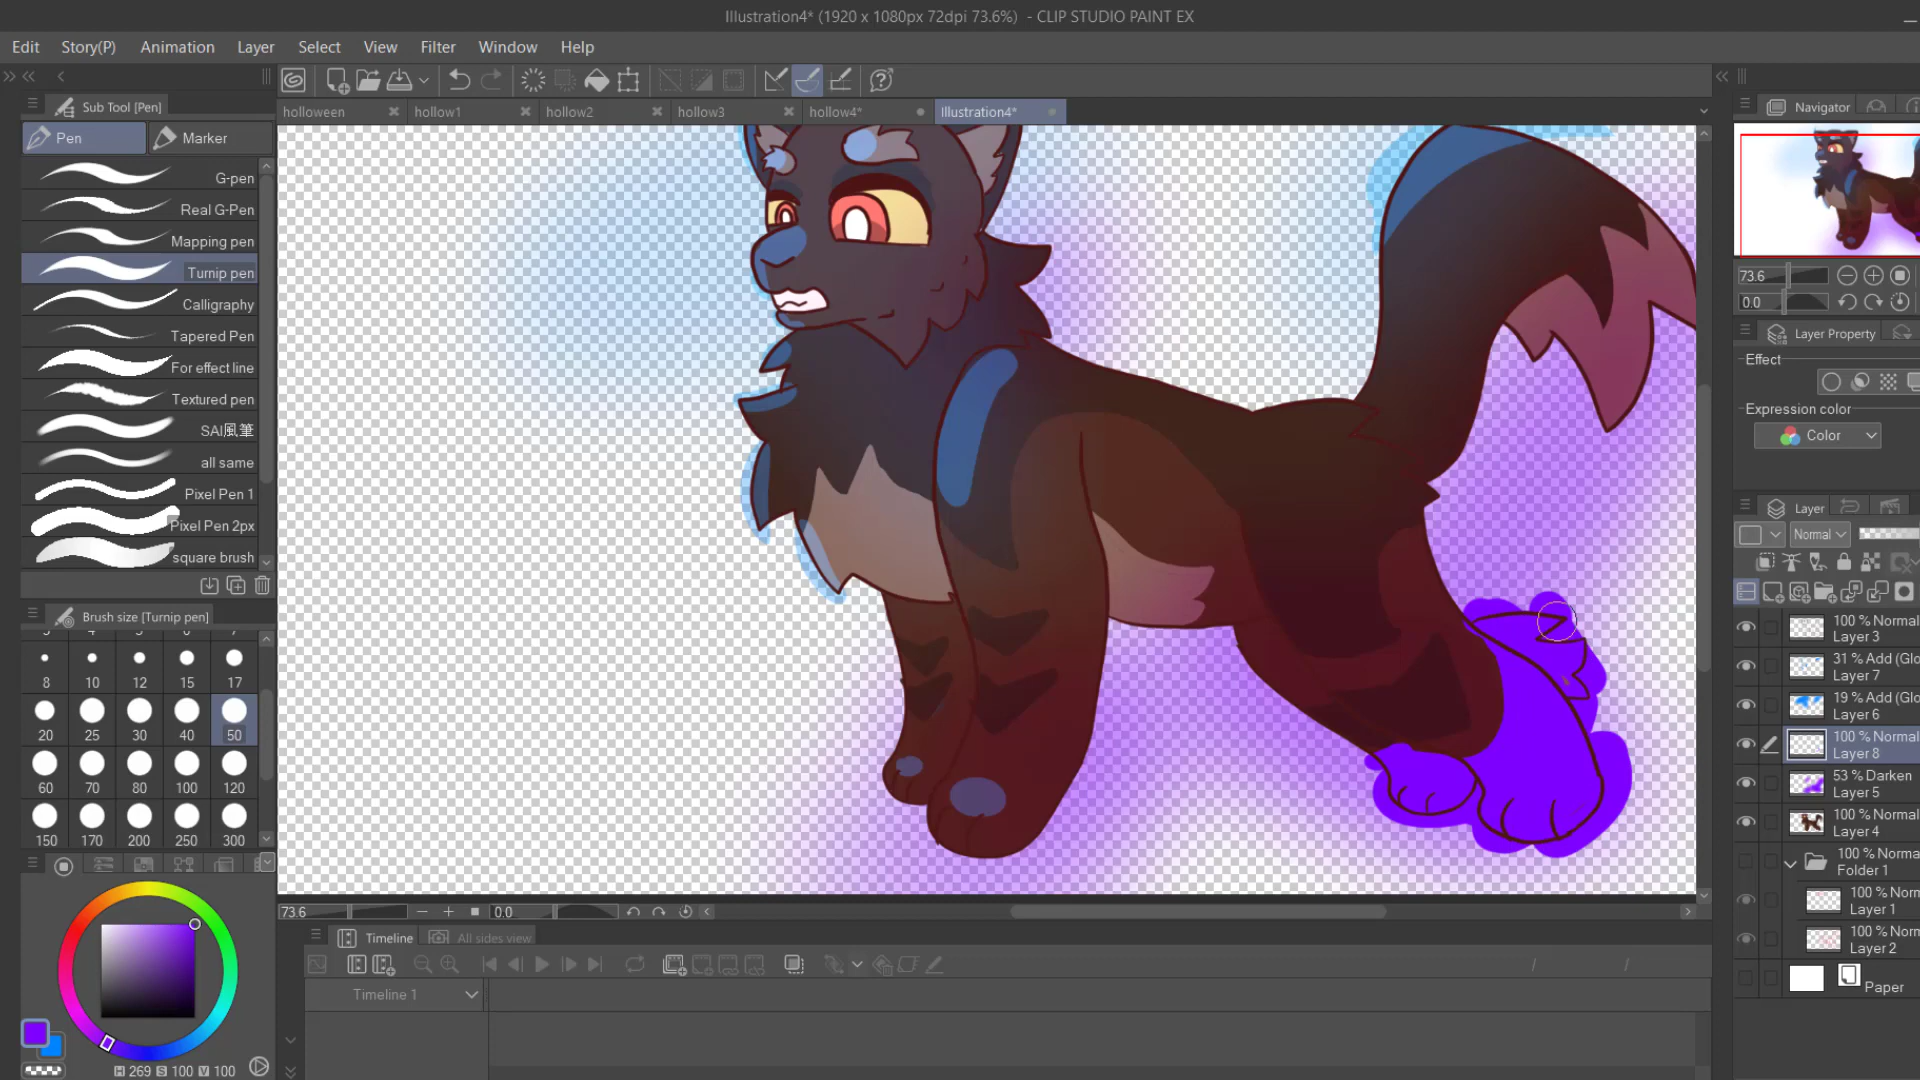 Illustration4* (1920 x 1080px 72dpi 73.6%) - CLIP STUDIO PAINT EX
Edit Story(P) Animation Layer Select View Filter Window Help
Sub Tool [Pen]
holloween hollow1 hollow2 hollow3 hollow4* Illustration4*
Navigator
Pen Marker
G-pen
Real G-Pen
Mapping pen
Turnip pen
Calligraphy
Tapered Pen
For effect line
Textured pen
SAI風筆
all same
Pixel Pen 1
Pixel Pen 2px
square brush
73.6
0.0
Layer Property
Effect
Expression color
Color
Layer
Normal
Brush size [Turnip pen]
8 10 12 15 17
20 25 30 40 50
60 70 80 100 120
150 170 200 250 300
100 % Normal
Layer 3
31 % Add (Glo
Layer 7
19 % Add (Glo
Layer 6
100 % Normal
Layer 8
53 % Darken
Layer 5
100 % Normal
Layer 4
100 % Norma
Folder 1
100 % Norn
Layer 1
100 % Norn
Layer 2
Paper
73.6 0.0
Timeline All sides view
Timeline 1
H 269 S 100 V 100